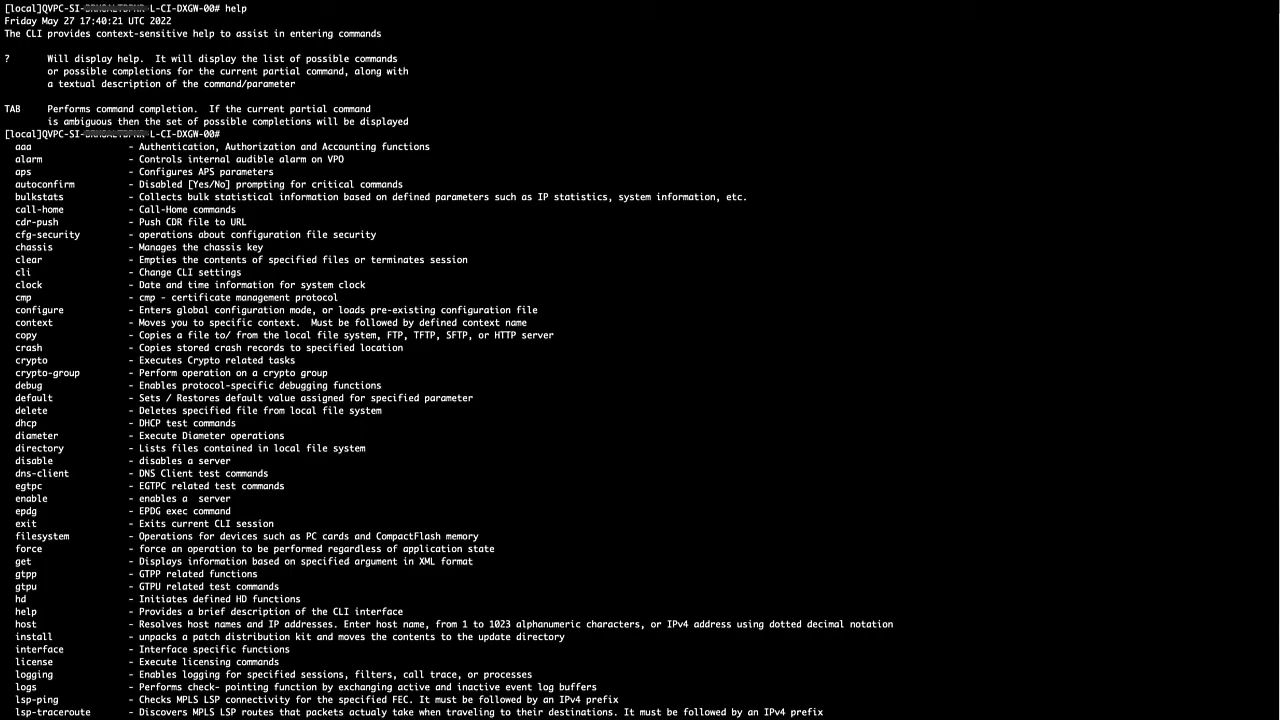 [local]QVPC-SI- -L-CI-DXGW-00# help
Friday May 27 17:40:21 UTC 2022
The CLI provides context-sensitive help to assist in entering commands
? Will display help. It will display the list of possible commands
or possible completions for the current partial command, along with
a textual description of the command/parameter
TAB Performs command completion. If the current partial command
is ambiguous then the set of possible completions will be displayed
[local]QVPC-SI- -L-CI-DXGW-00#
aaa - Authentication, Authorization and Accounting functions
alarm - Controls internal audible alarm on VPO
aps - Configures APS parameters
autoconfirm - Disabled [Yes/No] prompting for critical commands
bulkstats - Collects bulk statistical information based on defined parameters such as IP statistics, system information, etc.
call-home - Call-Home commands
cdr-push - Push CDR file to URL
cfg-security - operations about configuration file security
chassis - Manages the chassis key
clear - Empties the contents of specified files or terminates session
cli - Change CLI settings
clock - Date and time information for system clock
cmp - cmp - certificate management protocol
configure - Enters global configuration mode, or loads pre-existing configuration file
context - Moves you to specific context. Must be followed by defined context name
copy - Copies a file to/ from the local file system, FTP, TFTP, SFTP, or HTTP server
crash - Copies stored crash records to specified location
crypto - Executes Crypto related tasks
crypto-group - Perform operation on a crypto group
debug - Enables protocol-specific debugging functions
default - Sets / Restores default value assigned for specified parameter
delete - Deletes specified file from local file system
dhcp - DHCP test commands
diameter - Execute Diameter operations
directory - Lists files contained in local file system
disable - disables a server
dns-client - DNS Client test commands
egtpc - EGTPC related test commands
enable - enables a  server
epdg - EPDG exec command
exit - Exits current CLI session
filesystem - Operations for devices such as PC cards and CompactFlash memory
force - force an operation to be performed regardless of application state
get - Displays information based on specified argument in XML format
gtpp - GTPP related functions
gtpu - GTPU related test commands
hd - Initiates defined HD functions
help - Provides a brief description of the CLI interface
host - Resolves host names and IP addresses. Enter host name, from 1 to 1023 alphanumeric characters, or IPv4 address using dotted decimal notation
install - unpacks a patch distribution kit and moves the contents to the update directory
interface - Interface specific functions
license - Execute licensing commands
logging - Enables logging for specified sessions, filters, call trace, or processes
logs - Performs check- pointing function by exchanging active and inactive event log buffers
lsp-ping - Checks MPLS LSP connectivity for the specified FEC. It must be followed by an IPv4 prefix
lsp-traceroute - Discovers MPLS LSP routes that packets actualy take when traveling to their destinations. It must be followed by an IPv4 prefix